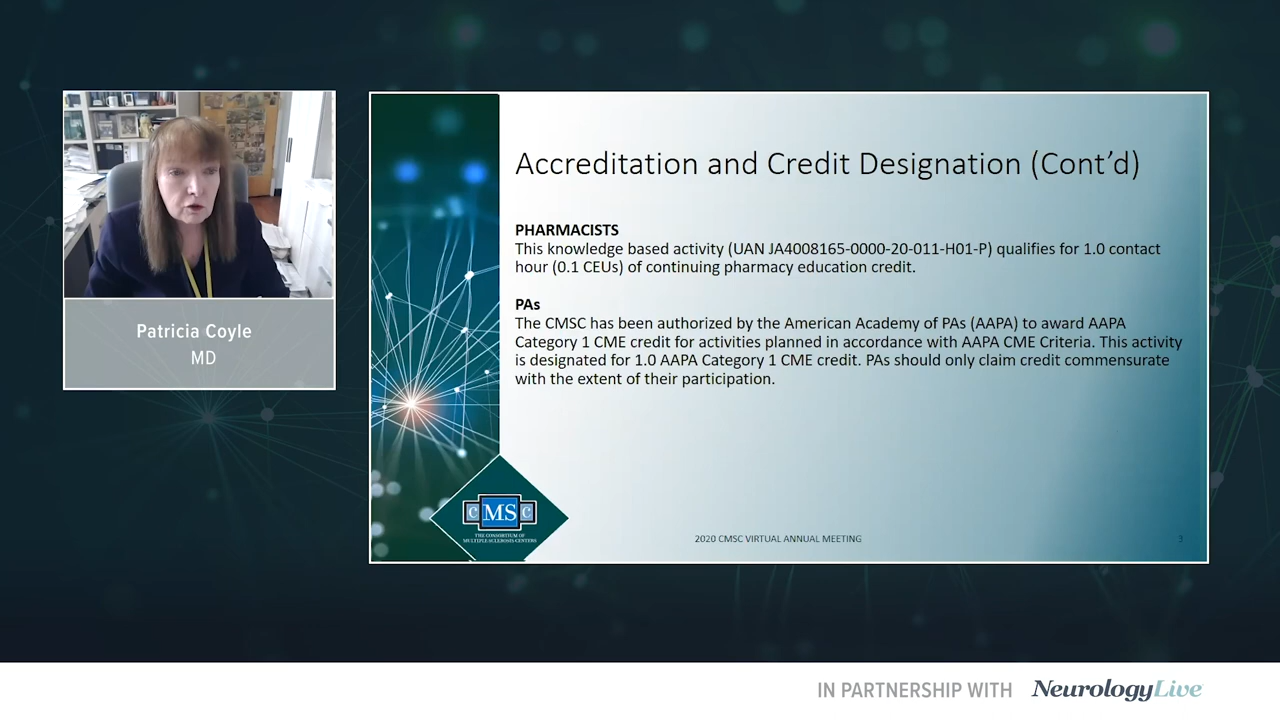 Patricia Coyle
MD
Accreditation and Credit Designation (Cont’d)
PHARMACISTS
This knowledge based activity (UAN JA4008165-0000-20-011-H01-P) qualifies for 1.0 contact
hour (0.1 CEUs) of continuing pharmacy education credit.
PAs
The CMSC has been authorized by the American Academy of PAs (AAPA) to award AAPA
Category 1 CME credit for activities planned in accordance with AAPA CME Criteria. This activity
is designated for 1.0 AAPA Category 1 CME credit. PAs should only claim credit commensurate
with the extent of their participation.
CMSC
THE CONSORTIUM OF
MULTIPLE SCLEROSIS CENTERS
2020 CMSC VIRTUAL ANNUAL MEETING
3
IN PARTNERSHIP WITH NeurologyLive